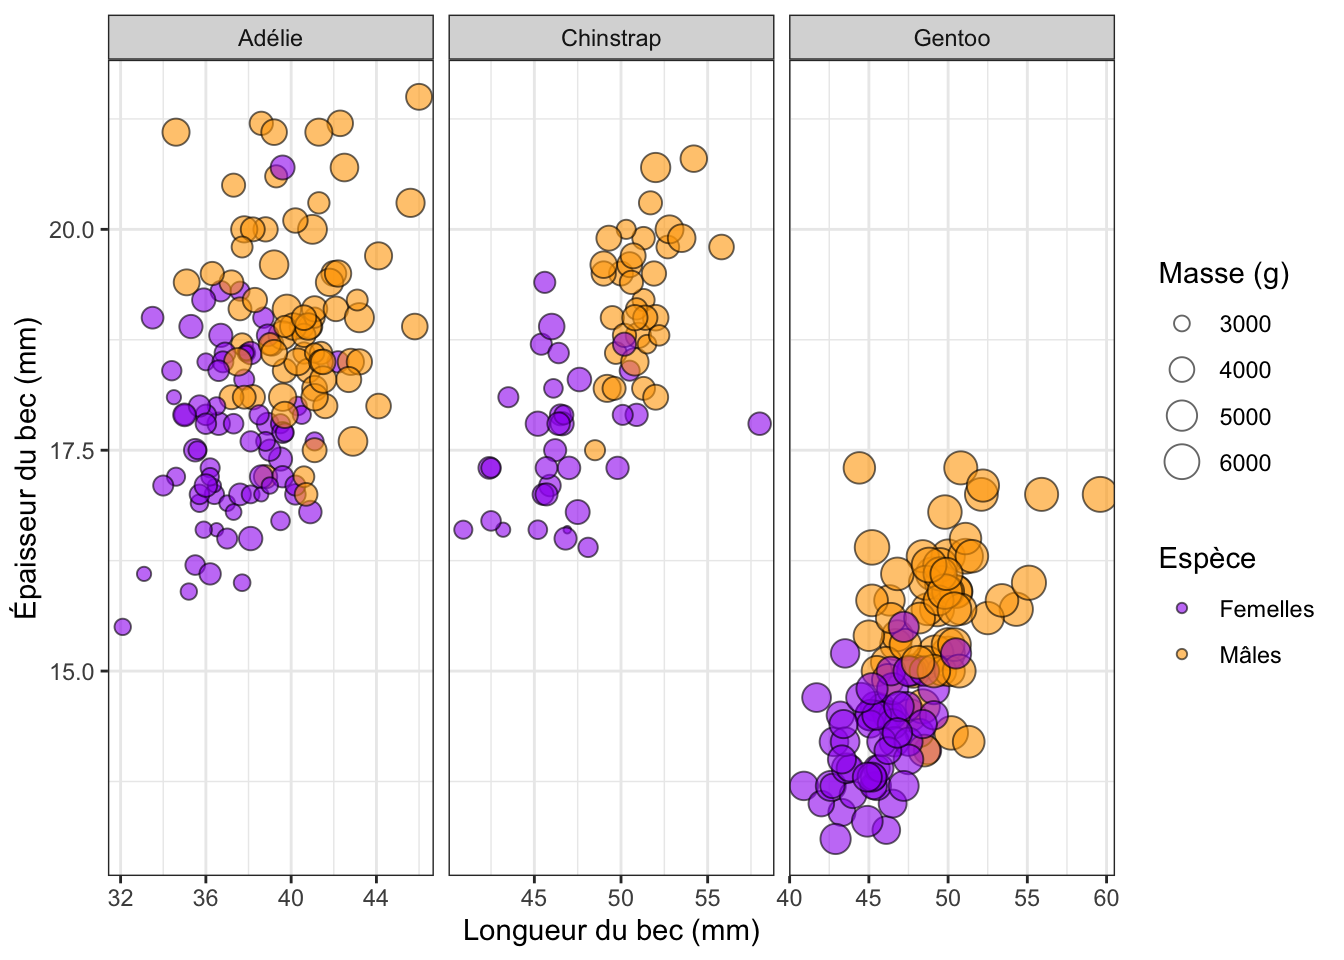 Adélie Chinstrap Gentoo
20.0
17.5
15.0
Épaisseur du bec (mm)
32 36 40 44 45 50 55 40 45 50 55 60
Longueur du bec (mm)
Masse (g)
3000
4000
5000
6000
Espèce
Femelles
Mâles